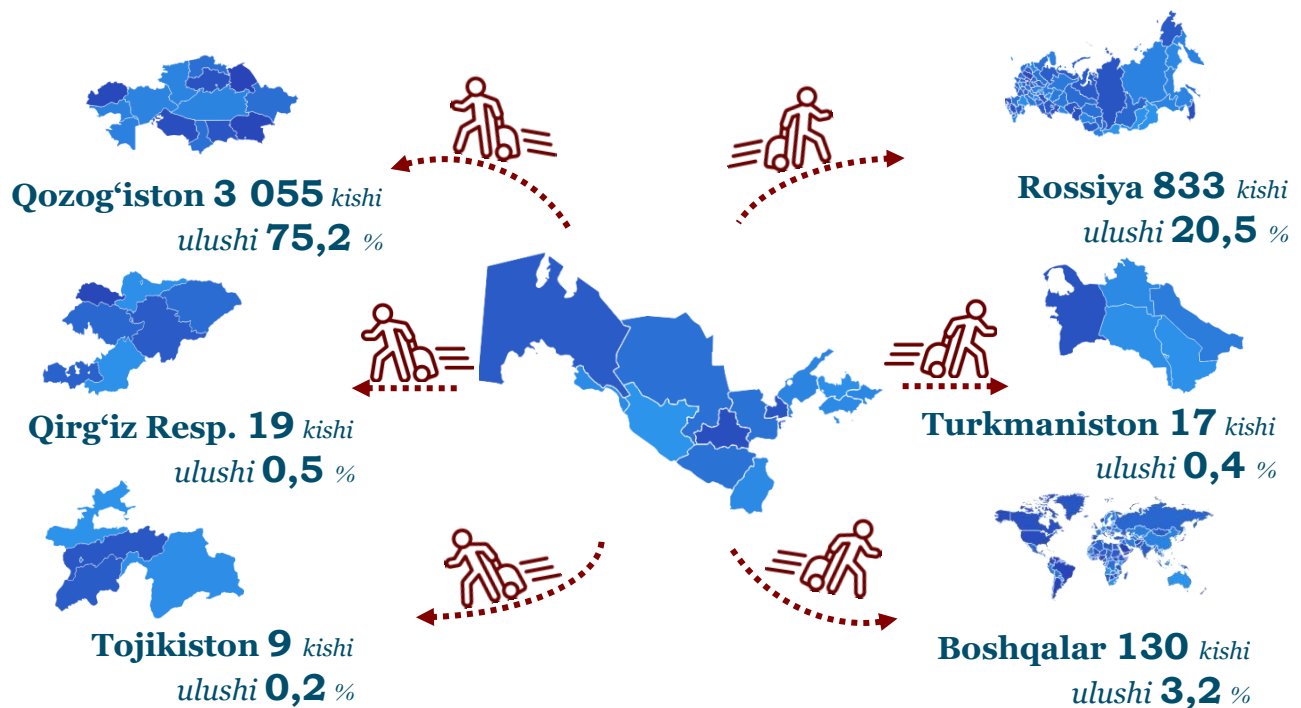 Qozog‘iston 3 055 kishi
ulushi 75,2 %
Rossiya 833 kishi
ulushi 20,5 %
Qirg‘iz Resp. 19 kishi
ulushi 0,5 %
Turkmaniston 17 kishi
ulushi 0,4 %
Tojikiston 9 kishi
ulushi 0,2 %
Boshqalar 130 kishi
ulushi 3,2 %